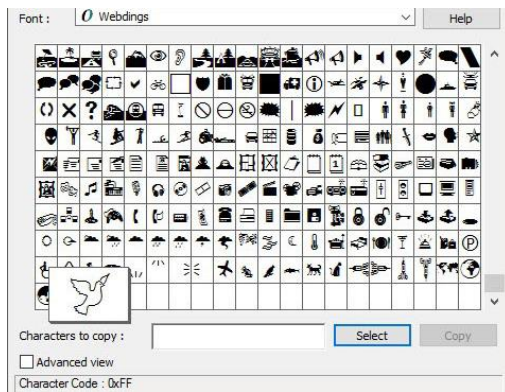 Font : O Webdings Help
Characters to copy : Select Copy
Advanced view
Character Code : 0xFF